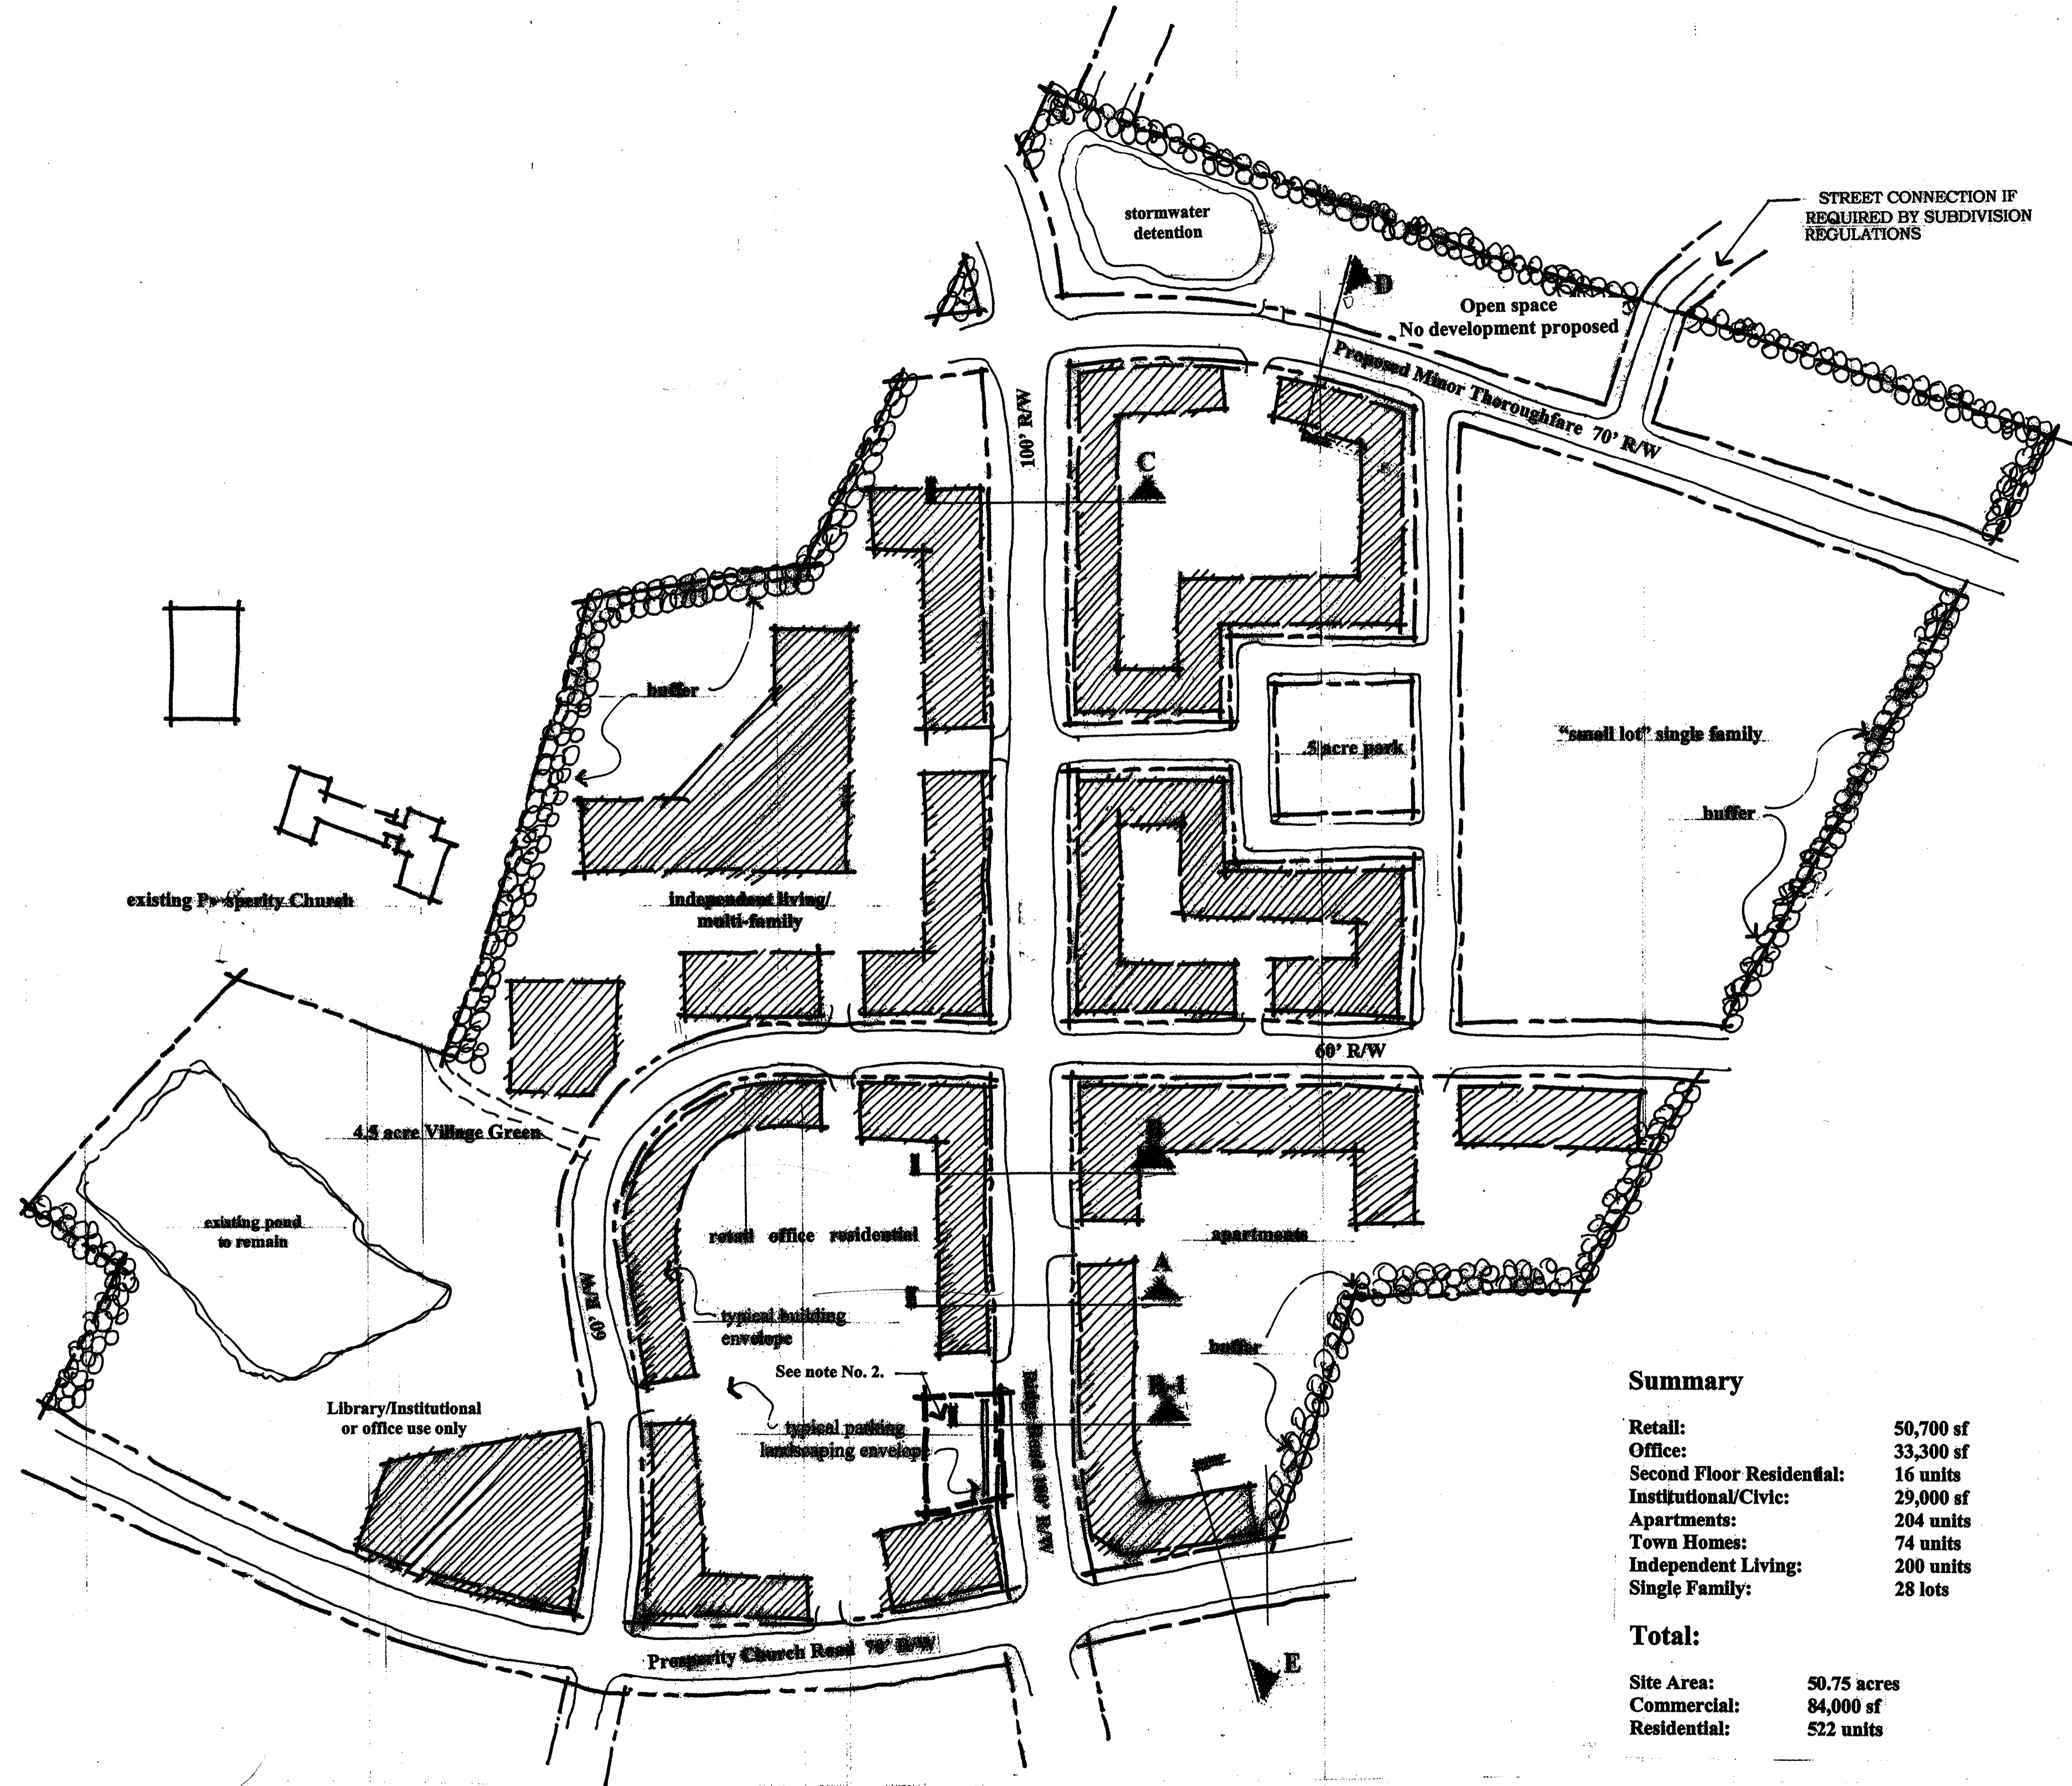 STREET CONNECTION IF
REQUIRED BY SUBDIVISION
REGULATIONS
stormwater
detention
D
Open space
No development proposed
Proposed Minor Thoroughfare 70' R/W
100' R/W
C
buffer
.5 acre park
"small lot" single family
buffer
existing Prosperity Church
independent living/
multi-family
60' R/W
4.5 acre Village Green
B
existing pond
to remain
retail office residential
apartments
A
60' R/W
typical building
envelope
buffer
See note No. 2.
B-1
typical parking
landscaping envelope
Library/Institutional
or office use only
R/W
Prosperity Church Road 70' R/W
E
Summary
Retail: 50,700 sf
Office: 33,300 sf
Second Floor Residential: 16 units
Institutional/Civic: 29,000 sf
Apartments: 204 units
Town Homes: 74 units
Independent Living: 200 units
Single Family: 28 lots
Total:
Site Area: 50.75 acres
Commercial: 84,000 sf
Residential: 522 units